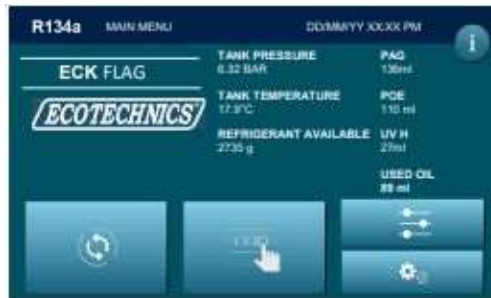 R134a MAIN MENU DD/MM/YY XX:XX PM
i
ECK FLAG
ECOTECHNICS
TANK PRESSURE
6.32 BAR
TANK TEMPERATURE
17.9°C
REFRIGERANT AVAILABLE
2735 g
PAG
136ml
POE
110 ml
UV H
27ml
USED OIL
89 ml